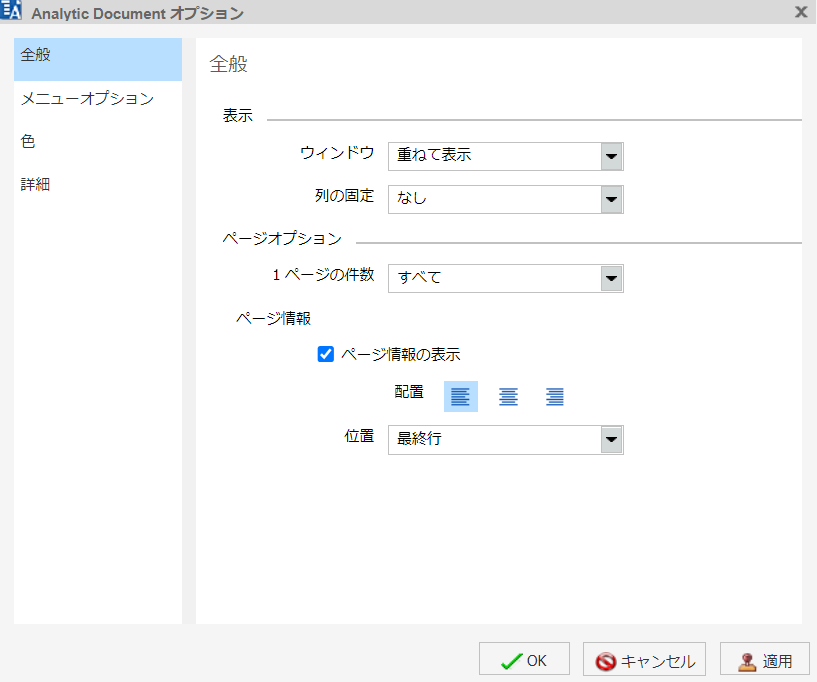 Analytic Document オプション
全般
メニューオプション
色
詳細
全般
表示
ウインドウ 重ねて表示
列の固定 なし
ページオプション
1 ページの件数 すべて
ページ情報
ページ情報の表示
配置
位置 最終行
OK キャンセル 適用